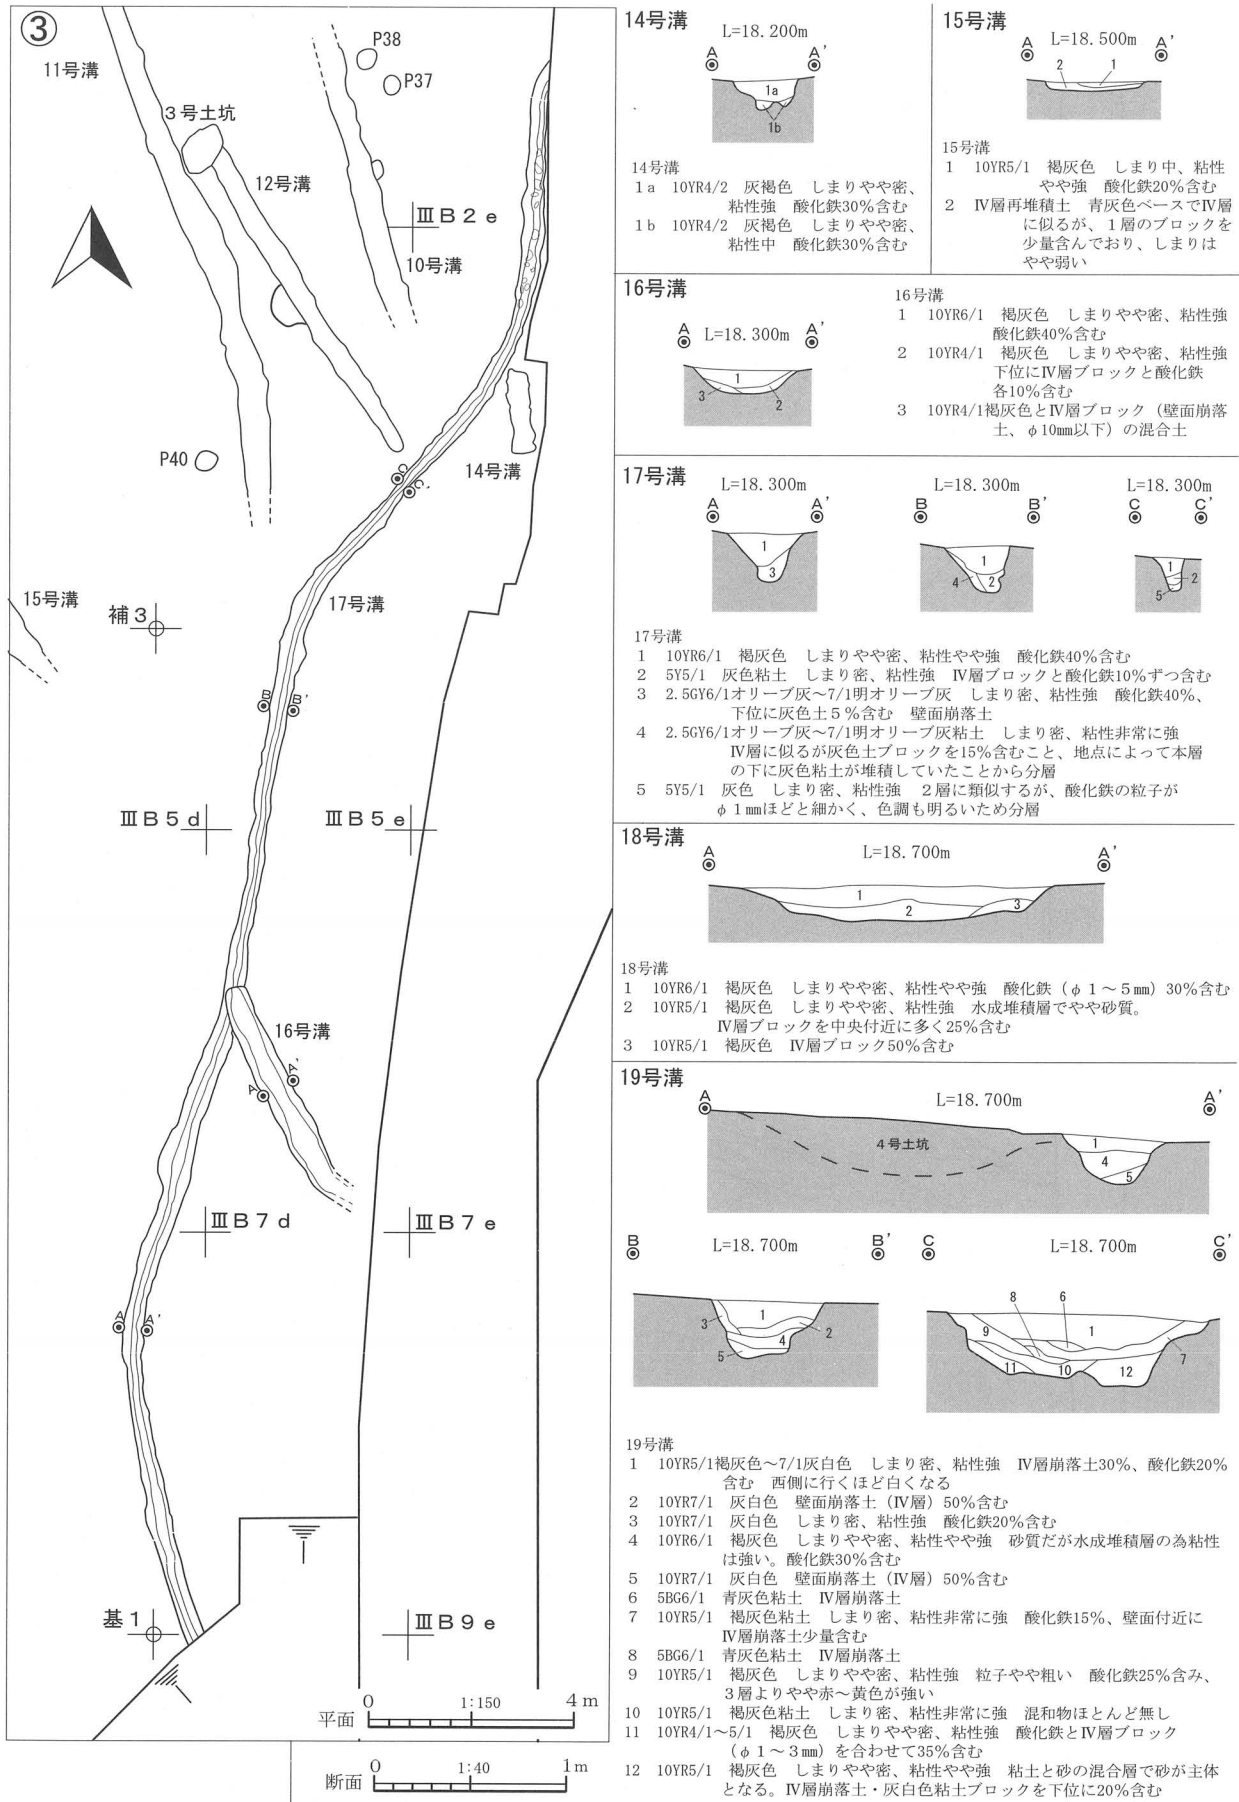 ③
11号溝
P38
P37
3号土坑
12号溝
ⅢB2e
10号溝
P40
C
C'
14号溝
15号溝
補3
17号溝
B
B'
ⅢB5d
ⅢB5e
16号溝
A'
A
ⅢB7d
ⅢB7e
A
A'
基1
ⅢB9e
平面
0
1:150
4m
断面
0
1:40
1m
14号溝
L=18.200m
A
A'
1a
1b
14号溝
1a 10YR4/2 灰褐色 しまりやや密、
粘性強 酸化鉄30%含む
1b 10YR4/2 灰褐色 しまりやや密、
粘性中 酸化鉄30%含む
15号溝
L=18.500m
A
A'
2
1
15号溝
1 10YR5/1 褐灰色 しまり中、粘性
やや強 酸化鉄20%含む
2 Ⅳ層再堆積土 青灰色ベースでⅣ層
に似るが、1層のブロックを
少量含んでおり、しまりは
やや弱い
16号溝
A
L=18.300m
A'
1
3
2
16号溝
1 10YR6/1 褐灰色 しまりやや密、粘性強
酸化鉄40%含む
2 10YR4/1 褐灰色 しまりやや密、粘性強
下位にⅣ層ブロックと酸化鉄
各10%含む
3 10YR4/1褐灰色とⅣ層ブロック（壁面崩落
土、φ10mm以下）の混合土
17号溝
L=18.300m
A
A'
1
3
L=18.300m
B
B'
1
4
2
L=18.300m
C
C'
1
2
5
17号溝
1 10YR6/1 褐灰色 しまりやや密、粘性やや強 酸化鉄40%含む
2 5Y5/1 灰色粘土 しまり密、粘性強 Ⅳ層ブロックと酸化鉄10%ずつ含む
3 2.5GY6/1オリーブ灰～7/1明オリーブ灰 しまり密、粘性強 酸化鉄40%、
下位に灰色土5%含む 壁面崩落土
4 2.5GY6/1オリーブ灰～7/1明オリーブ灰粘土 しまり密、粘性非常に強
Ⅳ層に似るが灰色土ブロックを15%含むこと、地点によって本層
の下に灰色粘土が堆積していたことから分層
5 5Y5/1 灰色 しまり密、粘性強 2層に類似するが、酸化鉄の粒子が
φ1mmほどと細かく、色調も明るいため分層
18号溝
A
L=18.700m
A'
1
2
3
18号溝
1 10YR6/1 褐灰色 しまりやや密、粘性やや強 酸化鉄（φ1～5mm）30%含む
2 10YR5/1 褐灰色 しまりやや密、粘性強 水成堆積層でやや砂質。
Ⅳ層ブロックを中央付近に多く25%含む
3 10YR5/1 褐灰色 Ⅳ層ブロック50%含む
19号溝
A
L=18.700m
A'
4号土坑
1
4
5
B
L=18.700m
B'
1
3
2
4
5
C
L=18.700m
C'
8
6
9
1
7
11
10
12
19号溝
1 10YR5/1褐灰色～7/1灰白色 しまり密、粘性強 Ⅳ層崩落土30%、酸化鉄20%
含む 西側に行くほど白くなる
2 10YR7/1 灰白色 壁面崩落土（Ⅳ層）50%含む
3 10YR7/1 灰白色 しまり密、粘性強 酸化鉄20%含む
4 10YR6/1 褐灰色 しまりやや密、粘性やや強 砂質だが水成堆積層の為粘性
は強い。酸化鉄30%含む
5 10YR7/1 灰白色 壁面崩落土（Ⅳ層）50%含む
6 5BG6/1 青灰色粘土 Ⅳ層崩落土
7 10YR5/1 褐灰色粘土 しまり密、粘性非常に強 酸化鉄15%、壁面付近に
Ⅳ層崩落土少量含む
8 5BG6/1 青灰色粘土 Ⅳ層崩落土
9 10YR5/1 褐灰色 しまりやや密、粘性強 粒子やや粗い 酸化鉄25%含み、
3層よりやや赤～黄色が強い
10 10YR5/1 褐灰色粘土 しまり密、粘性非常に強 混和物ほとんど無し
11 10YR4/1～5/1 褐灰色 しまりやや密、粘性強 酸化鉄とⅣ層ブロック
（φ1～3mm）を合わせて35%含む
12 10YR5/1 褐灰色 しまりやや密、粘性やや強 粘土と砂の混合層で砂が主体
となる。Ⅳ層崩落土・灰白色粘土ブロックを下位に20%含む